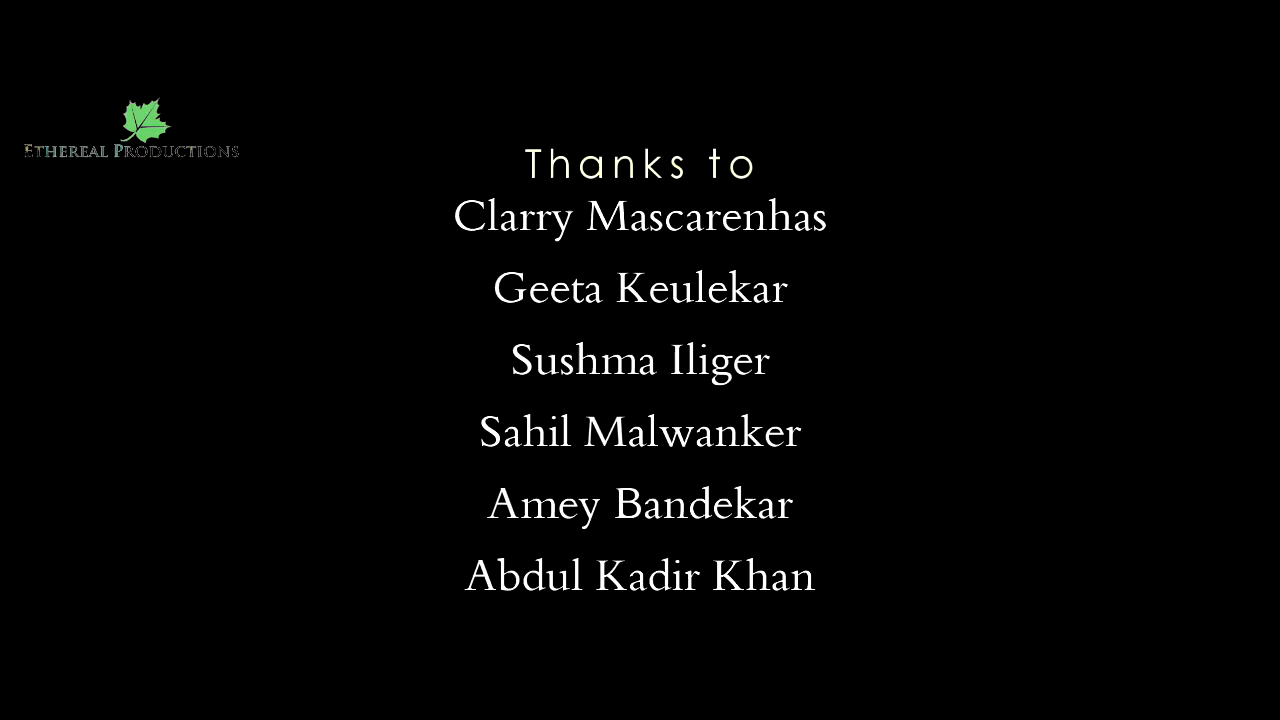 Ethereal Productions
Thanks to
Clarry Mascarenhas
Geeta Keulekar
Sushma Iliger
Sahil Malwanker
Amey Bandekar
Abdul Kadir Khan